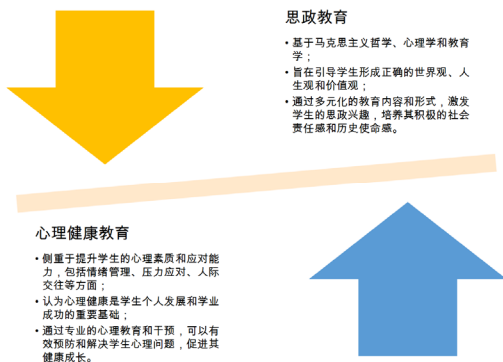 思政教育
• 基于马克思主义哲学、心理学和教育
学；
• 旨在引导学生形成正确的世界观、人
生观和价值观；
• 通过多元化的教育内容和形式，激发
学生的思政兴趣，培养其积极的社会
责任感和历史使命感。
心理健康教育
• 侧重于提升学生的心理素质和应对能
力，包括情绪管理、压力应对、人际
交往等方面；
• 认为心理健康是学生个人发展和学业
成功的重要基础；
• 通过专业的心理教育和干预，可以有
效预防和解决学生心理问题，促进其
健康成长。